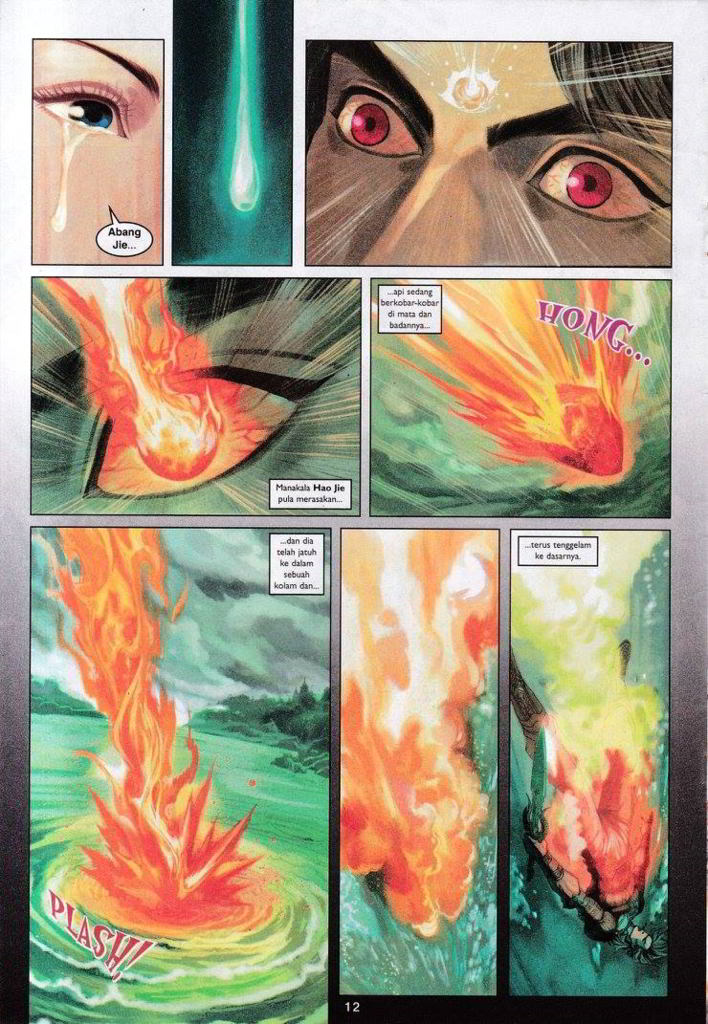 Abang
Jie...
Manakala Hao Jie
pula merasakan...
...api sedang
berkobar-kobar
di mata dan
badannya...
HONG...
...dan dia
telah jatuh
ke dalam
sebuah
kolam dan...
PLASH!
...terus tenggelam
ke dasarnya.
12